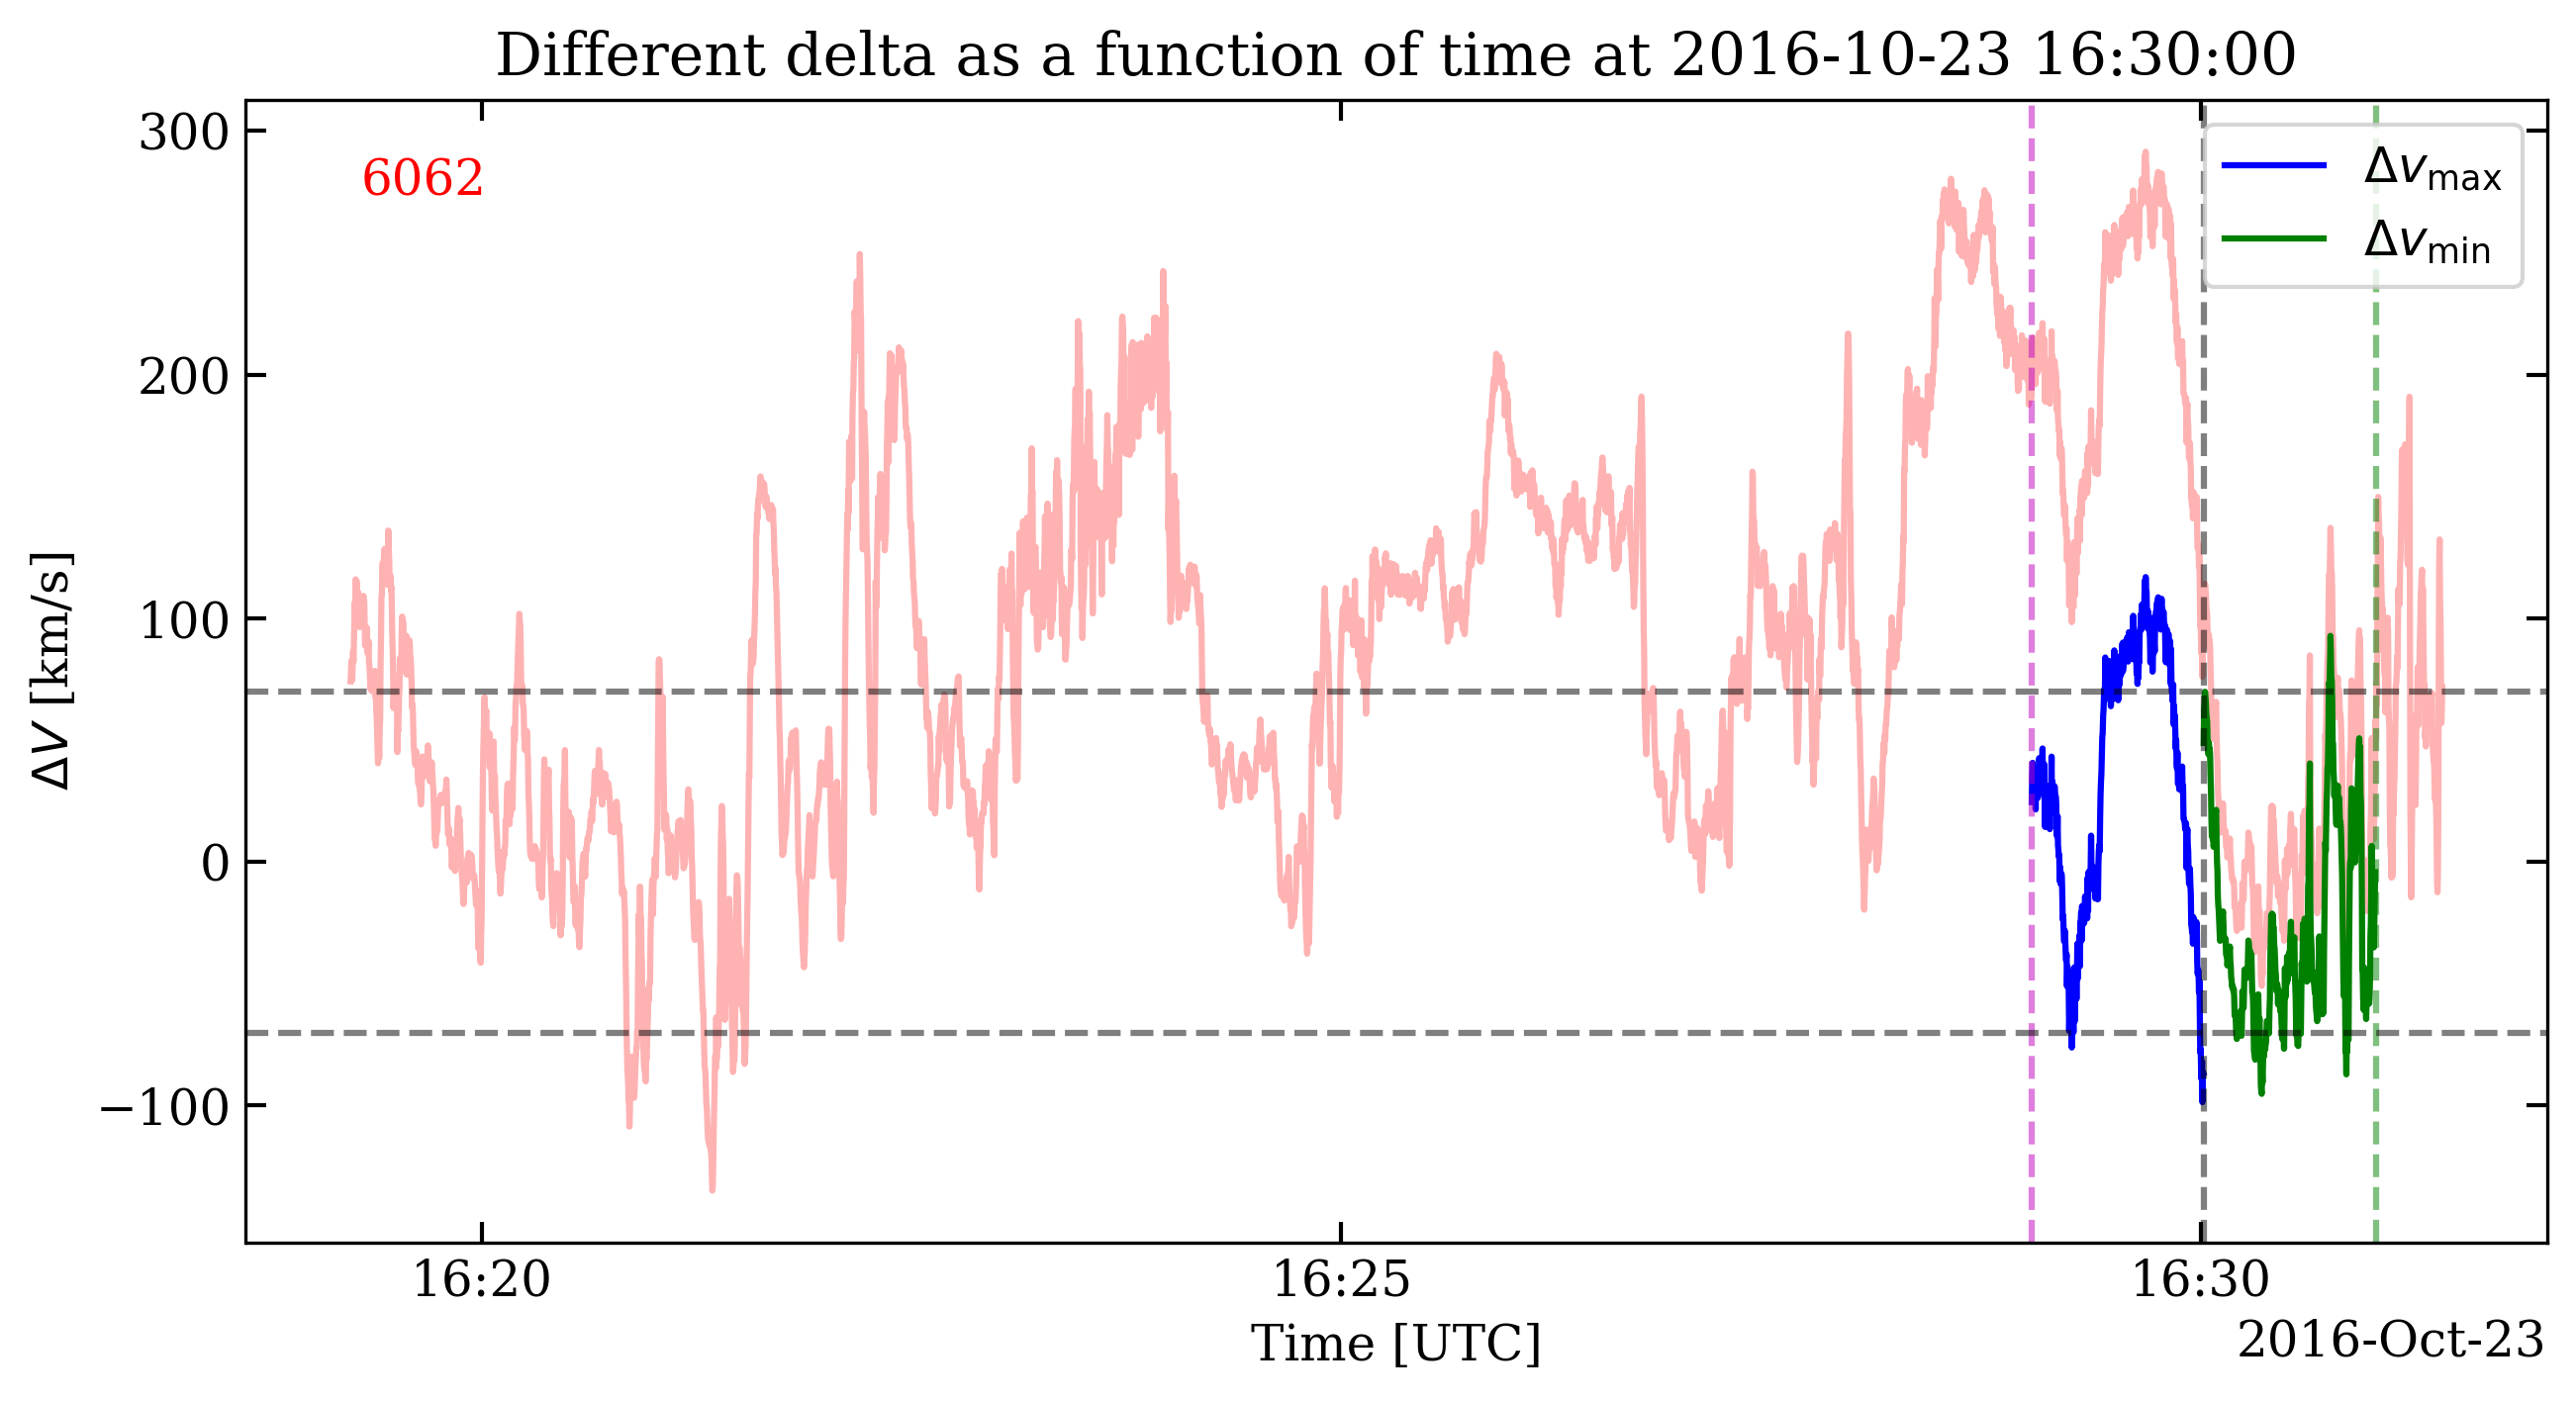 Different delta as a function of time at 2016-10-23 16:30:00
300
200
100
0
−100
ΔV [km/s]
6062
Δv_max
Δv_min
16:20
16:25
16:30
Time [UTC]
2016-Oct-23